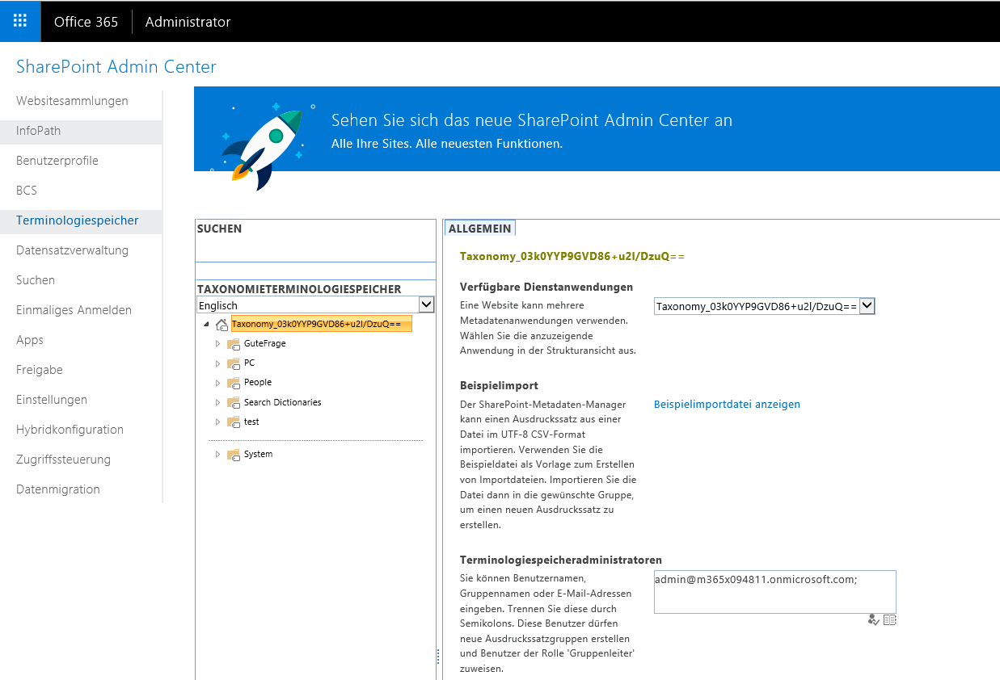 Office 365
Administrator
SharePoint Admin Center
Websitesammlungen
InfoPath
Benutzerprofile
BCS
Terminologiespeicher
Datensatzverwaltung
Suchen
Einmaliges Anmelden
Apps
Freigabe
Einstellungen
Hybridkonfiguration
Zugriffssteuerung
Datenmigration
Sehen Sie sich das neue SharePoint Admin Center an
Alle Ihre Sites. Alle neuesten Funktionen.
SUCHEN
TAXONOMIETERMINOLOGIESPEICHER
Englisch
Taxonomy_03k0YYP9GVD86+u2I/DzuQ==
GuteFrage
PC
People
Search Dictionaries
test
System
ALLGEMEIN
Taxonomy_03k0YYP9GVD86+u2I/DzuQ==
Verfügbare Dienstanwendungen
Eine Website kann mehrere
Metadatenanwendungen verwenden.
Wählen Sie die anzuzeigende
Anwendung in der Strukturansicht aus.
Taxonomy_03k0YYP9GVD86+u2I/DzuQ==
Beispielimport
Der SharePoint-Metadaten-Manager
kann einen Ausdruckssatz aus einer
Datei im UTF-8 CSV-Format
importieren. Verwenden Sie die
Beispieldatei als Vorlage zum Erstellen
von Importdateien. Importieren Sie die
Datei dann in die gewünschte Gruppe,
um einen neuen Ausdruckssatz zu
erstellen.
Beispielimportdatei anzeigen
Terminologiespeicheradministratoren
Sie können Benutzernamen,
Gruppennamen oder E-Mail-Adressen
eingeben. Trennen Sie diese durch
Semikolons. Diese Benutzer dürfen
neue Ausdruckssatzgruppen erstellen
und Benutzer der Rolle 'Gruppenleiter'
zuweisen.
admin@m365x094811.onmicrosoft.com;